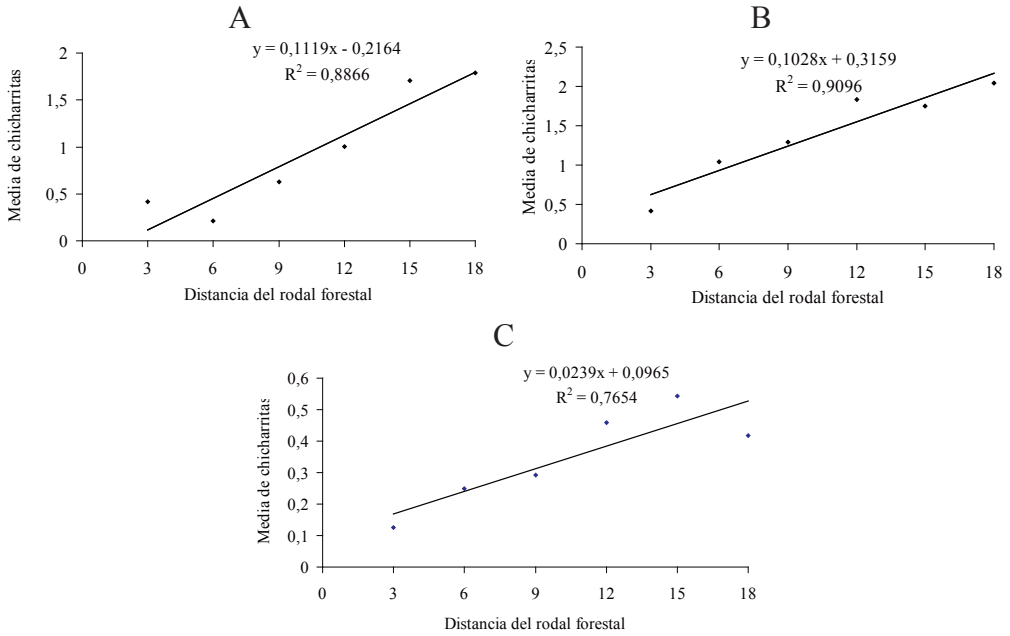 A
y = 0,1119x - 0,2164
R² = 0,8866
Media de chicharritas
2
1,5
1
0,5
0
0 3 6 9 12 15 18
Distancia del rodal forestal
B
y = 0,1028x + 0,3159
R² = 0,9096
Media de chicharritas
2,5
2
1,5
1
0,5
0
0 3 6 9 12 15 18
Distancia del rodal forestal
C
y = 0,0239x + 0,0965
R² = 0,7654
Media de chicharritas
0,6
0,5
0,4
0,3
0,2
0,1
0
0 3 6 9 12 15 18
Distancia del rodal forestal